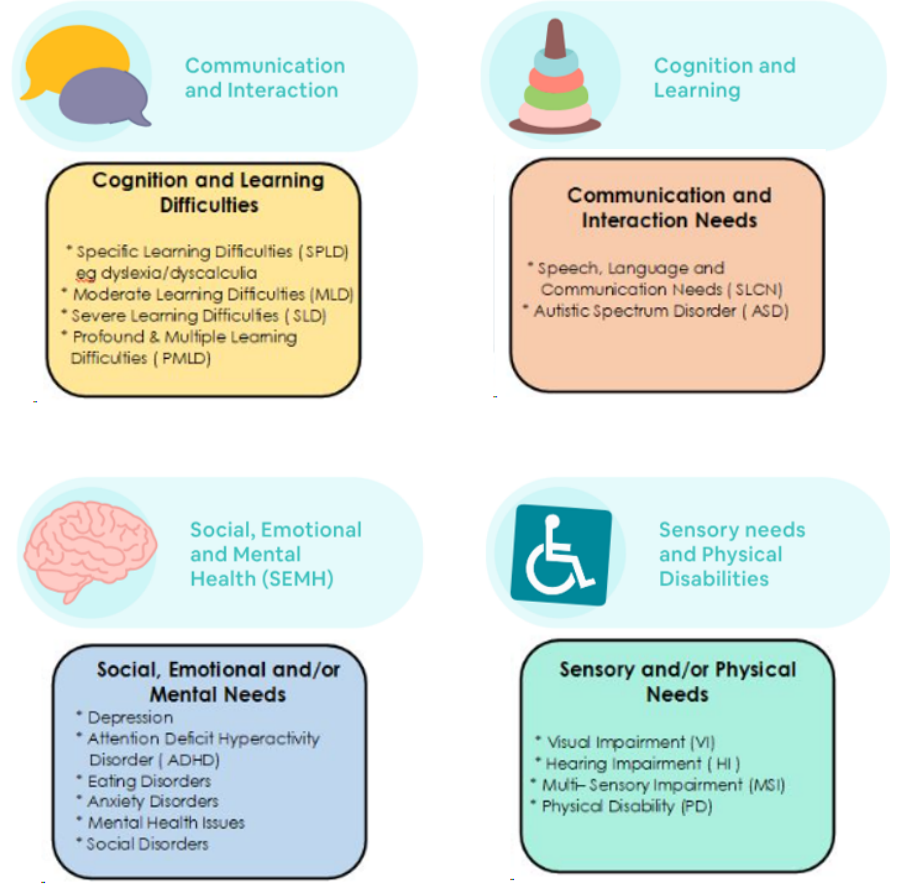 Communication
and Interaction
Cognition and Learning
Difficulties
* Specific Learning Difficulties ( SPLD)
eg dyslexia/dyscalculia
* Moderate Learning Difficulties (MLD)
* Severe Learning Difficulties ( SLD)
* Profound & Multiple Learning
Difficulties ( PMLD)
Cognition and
Learning
Communication and
Interaction Needs
* Speech, Language and
Communication Needs ( SLCN)
* Autistic Spectrum Disorder ( ASD)
Social, Emotional
and Mental
Health (SEMH)
Social, Emotional and/or
Mental Needs
* Depression
* Attention Deficit Hyperactivity
Disorder ( ADHD)
* Eating Disorders
* Anxiety Disorders
* Mental Health Issues
* Social Disorders
Sensory needs
and Physical
Disabilities
Sensory and/or Physical
Needs
* Visual Impairment (VI)
* Hearing Impairment ( HI )
* Multi– Sensory Impairment (MSI)
* Physical Disability (PD)